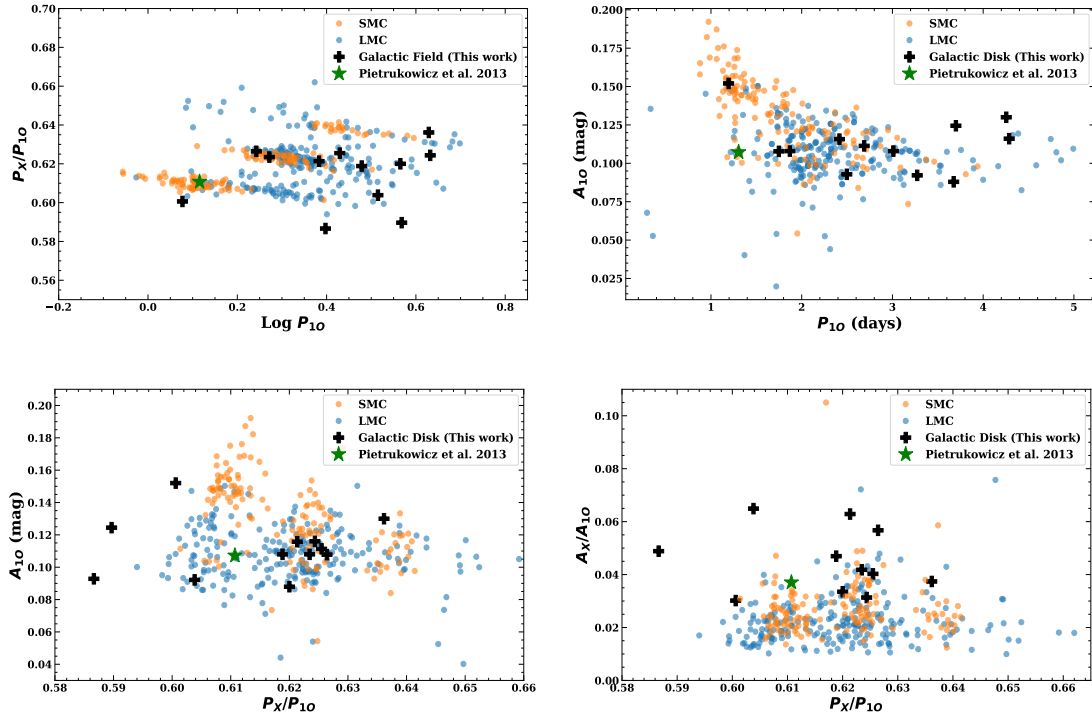 0.70
0.68
0.66
0.64
0.62
0.60
0.58
0.56
P_X/P_1O
SMC
LMC
Galactic Field (This work)
Pietrukowicz et al. 2013
−0.2
0.0
0.2
0.4
0.6
0.8
Log P_1O
0.200
0.175
0.150
0.125
0.100
0.075
0.050
0.025
A_1O (mag)
SMC
LMC
Galactic Disk (This work)
Pietrukowicz et al. 2013
1
2
3
4
5
P_1O (days)
0.20
0.18
0.16
0.14
0.12
0.10
0.08
0.06
0.04
A_1O (mag)
SMC
LMC
Galactic Disk (This work)
Pietrukowicz et al. 2013
0.58
0.59
0.60
0.61
0.62
0.63
0.64
0.65
0.66
P_X/P_1O
0.10
0.08
0.06
0.04
0.02
0.00
A_X/A_1O
SMC
LMC
Galactic Disk (This work)
Pietrukowicz et al. 2013
0.58
0.59
0.60
0.61
0.62
0.63
0.64
0.65
0.66
P_X/P_1O